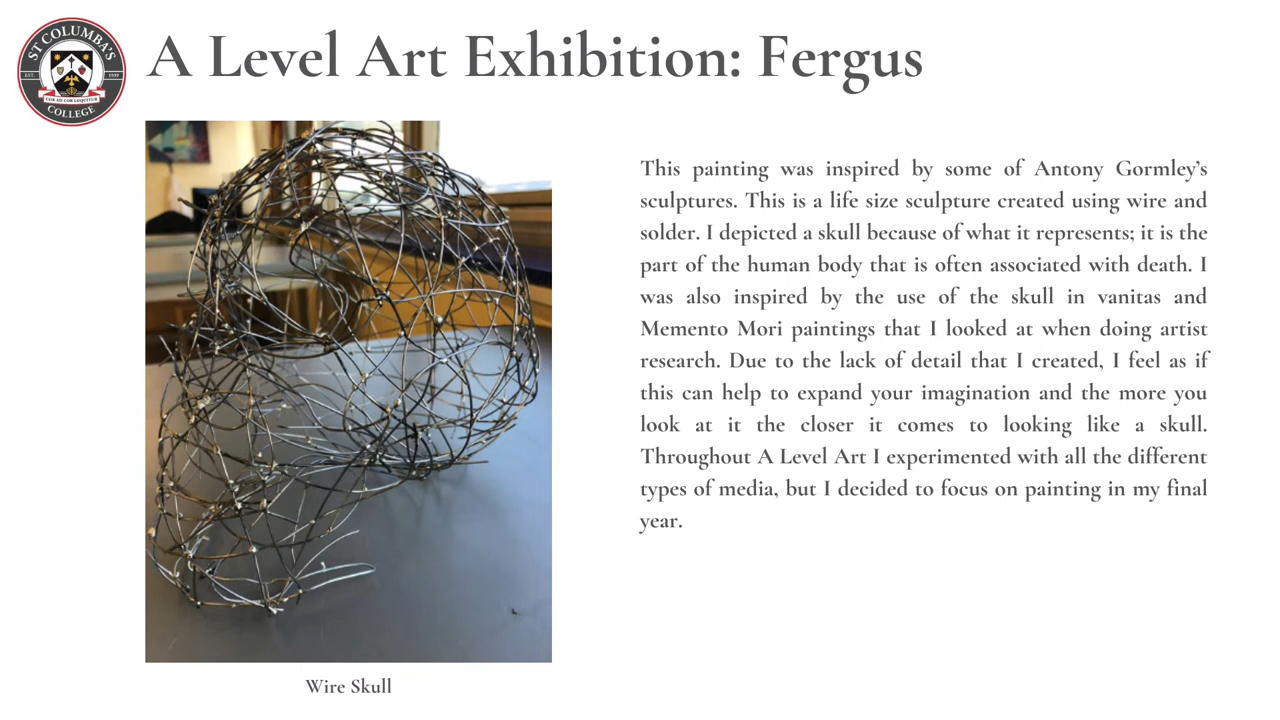 ST COLUMBA'S
EST. 1939
COR AD COR LOQUITUR
COLLEGE
A Level Art Exhibition: Fergus
This painting was inspired by some of Antony Gormley's
sculptures. This is a life size sculpture created using wire and
solder. I depicted a skull because of what it represents; it is the
part of the human body that is often associated with death. I
was also inspired by the use of the skull in vanitas and
Memento Mori paintings that I looked at when doing artist
research. Due to the lack of detail that I created, I feel as if
this can help to expand your imagination and the more you
look at it the closer it comes to looking like a skull.
Throughout A Level Art I experimented with all the different
types of media, but I decided to focus on painting in my final
year.
Wire Skull